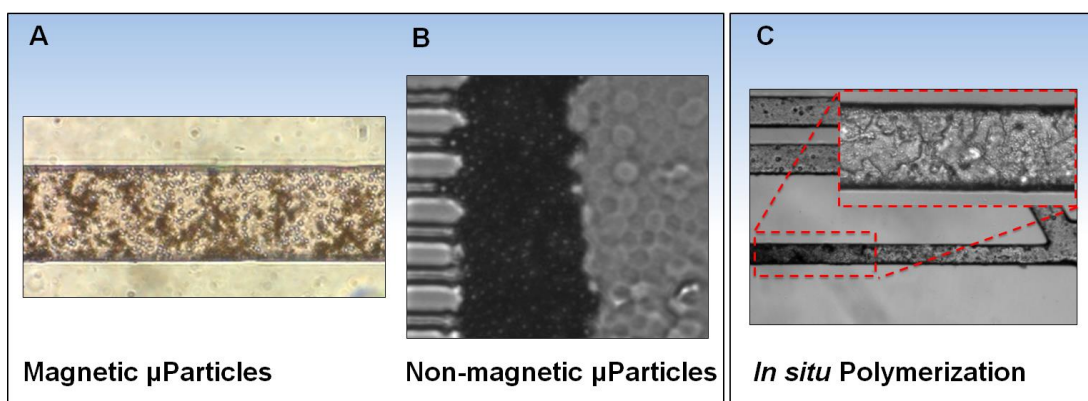 A
B
C
Magnetic µParticles
Non-magnetic µParticles
In situ Polymerization